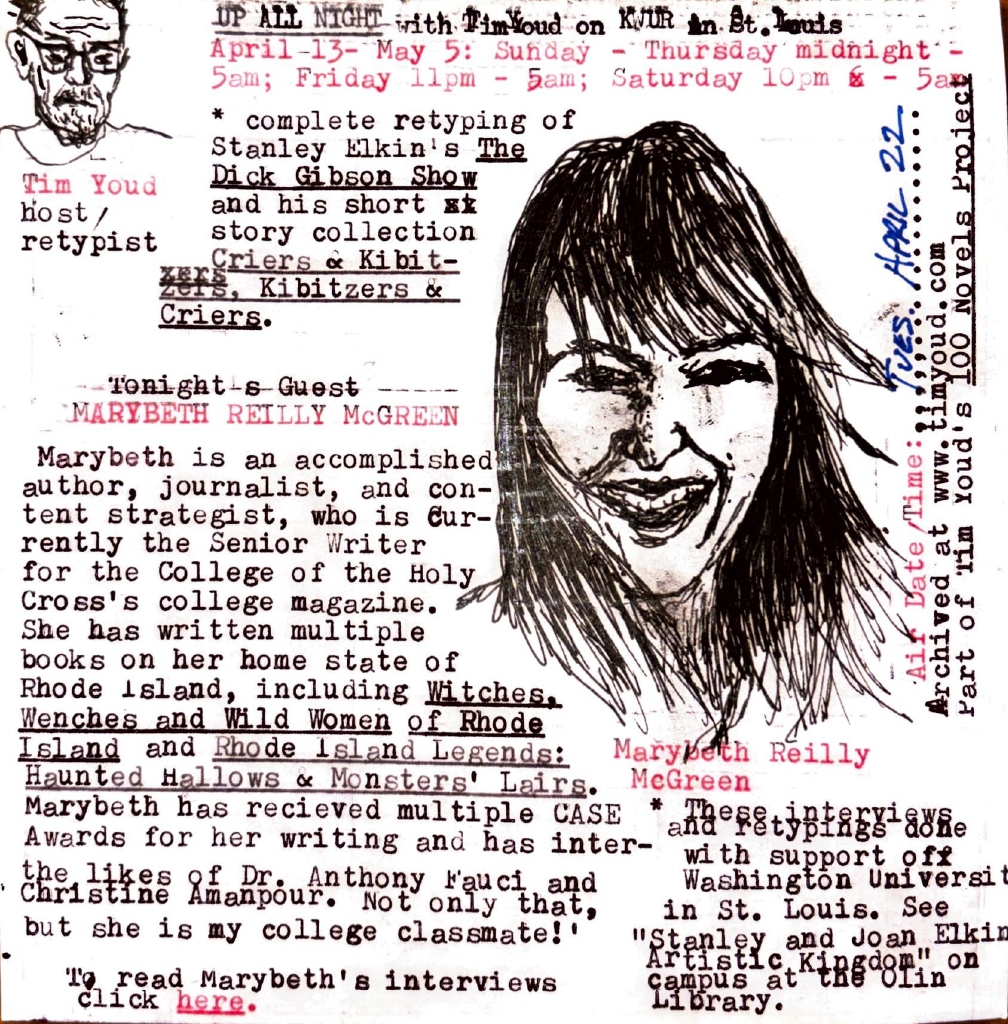 UP ALL NIGHT with Tim Youd on KWUR in St. Louis
April 13- May 5: Sunday - Thursday midnight -
5am; Friday 11pm - 5am; Saturday 10pm - 5am
* complete retyping of
Stanley Elkin's The
Dick Gibson Show
and his short
story collection
Criers & Kibit-
zers, Kibitzers &
Criers.
Tim Youd
host/
retypist
Tonight-s Guest
MARYBETH REILLY McGREEN
Marybeth is an accomplished
author, journalist, and con-
tent strategist, who is cur-
rently the Senior Writer
for the College of the Holy
Cross's college magazine.
She has written multiple
books on her home state of
Rhode Island, including Witches,
Wenches and Wild Women of Rhode
Island and Rhode Island Legends:
Haunted Hallows & Monsters' Lairs.
Marybeth has recieved multiple CASE
Awards for her writing and has inter-
the likes of Dr. Anthony Fauci and
Christine Amanpour. Not only that,
but she is my college classmate!'
To read Marybeth's interviews
click here.
Marybeth Reilly
McGreen
* These interviews
and retypings done
with support of
Washington Universit
in St. Louis. See
"Stanley and Joan Elkin
Artistic Kingdom" on
campus at the Olin
Library.
Air Date/Time: TUES. APRIL 22
Archived at www.timyoud.com
Part of Tim Youd's 100 Novels Project